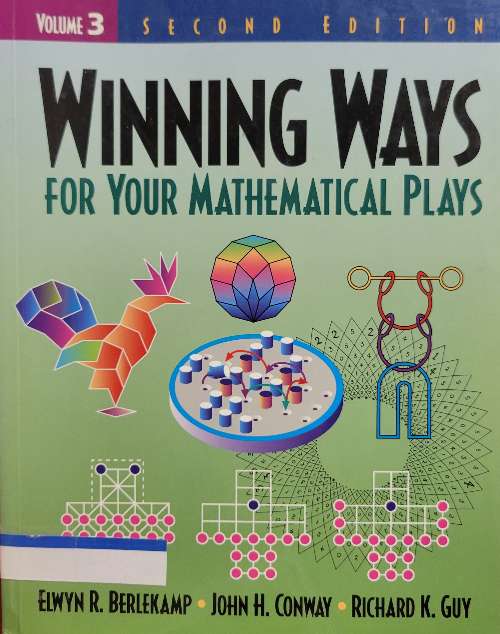 VOLUME 3 SECOND EDITION
WINNING WAYS
FOR YOUR MATHEMATICAL PLAYS
ELWYN R. BERLEKAMP • JOHN H. CONWAY • RICHARD K. GUY